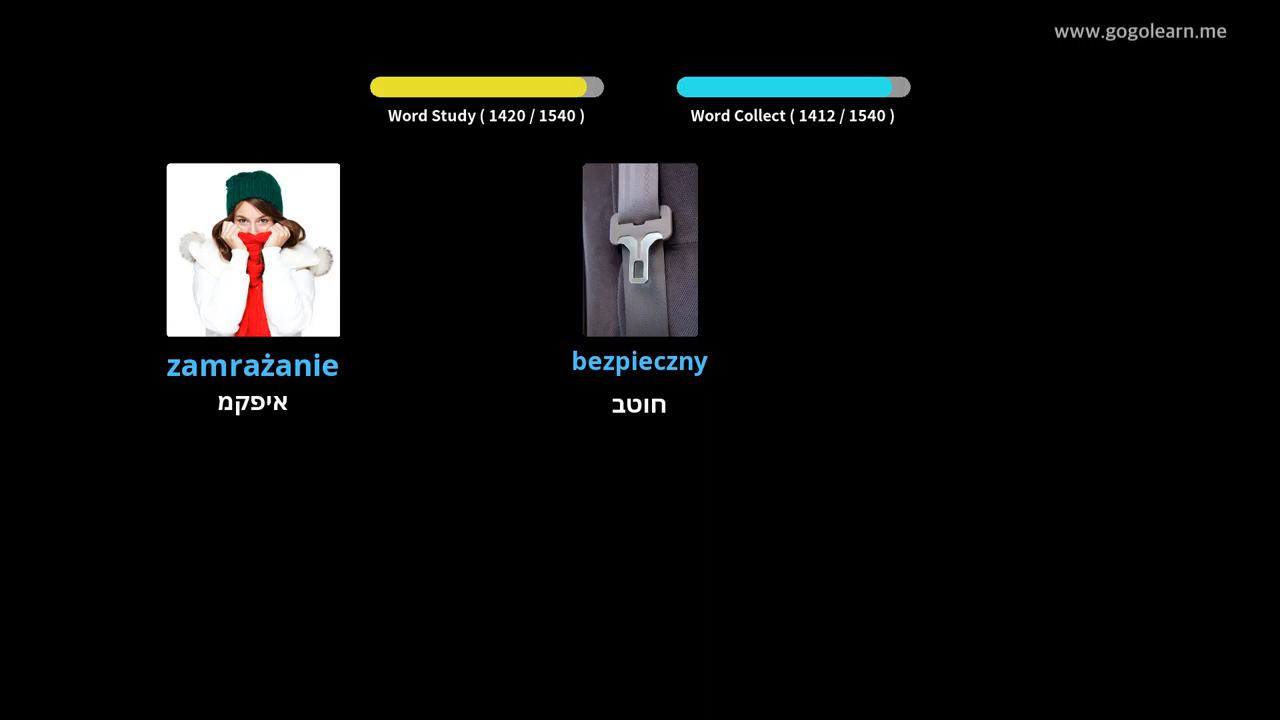 www.gogolearn.me
Word Study ( 1420 / 1540 )
Word Collect ( 1412 / 1540 )
zamrażanie
איפקמ
bezpieczny
חוטב